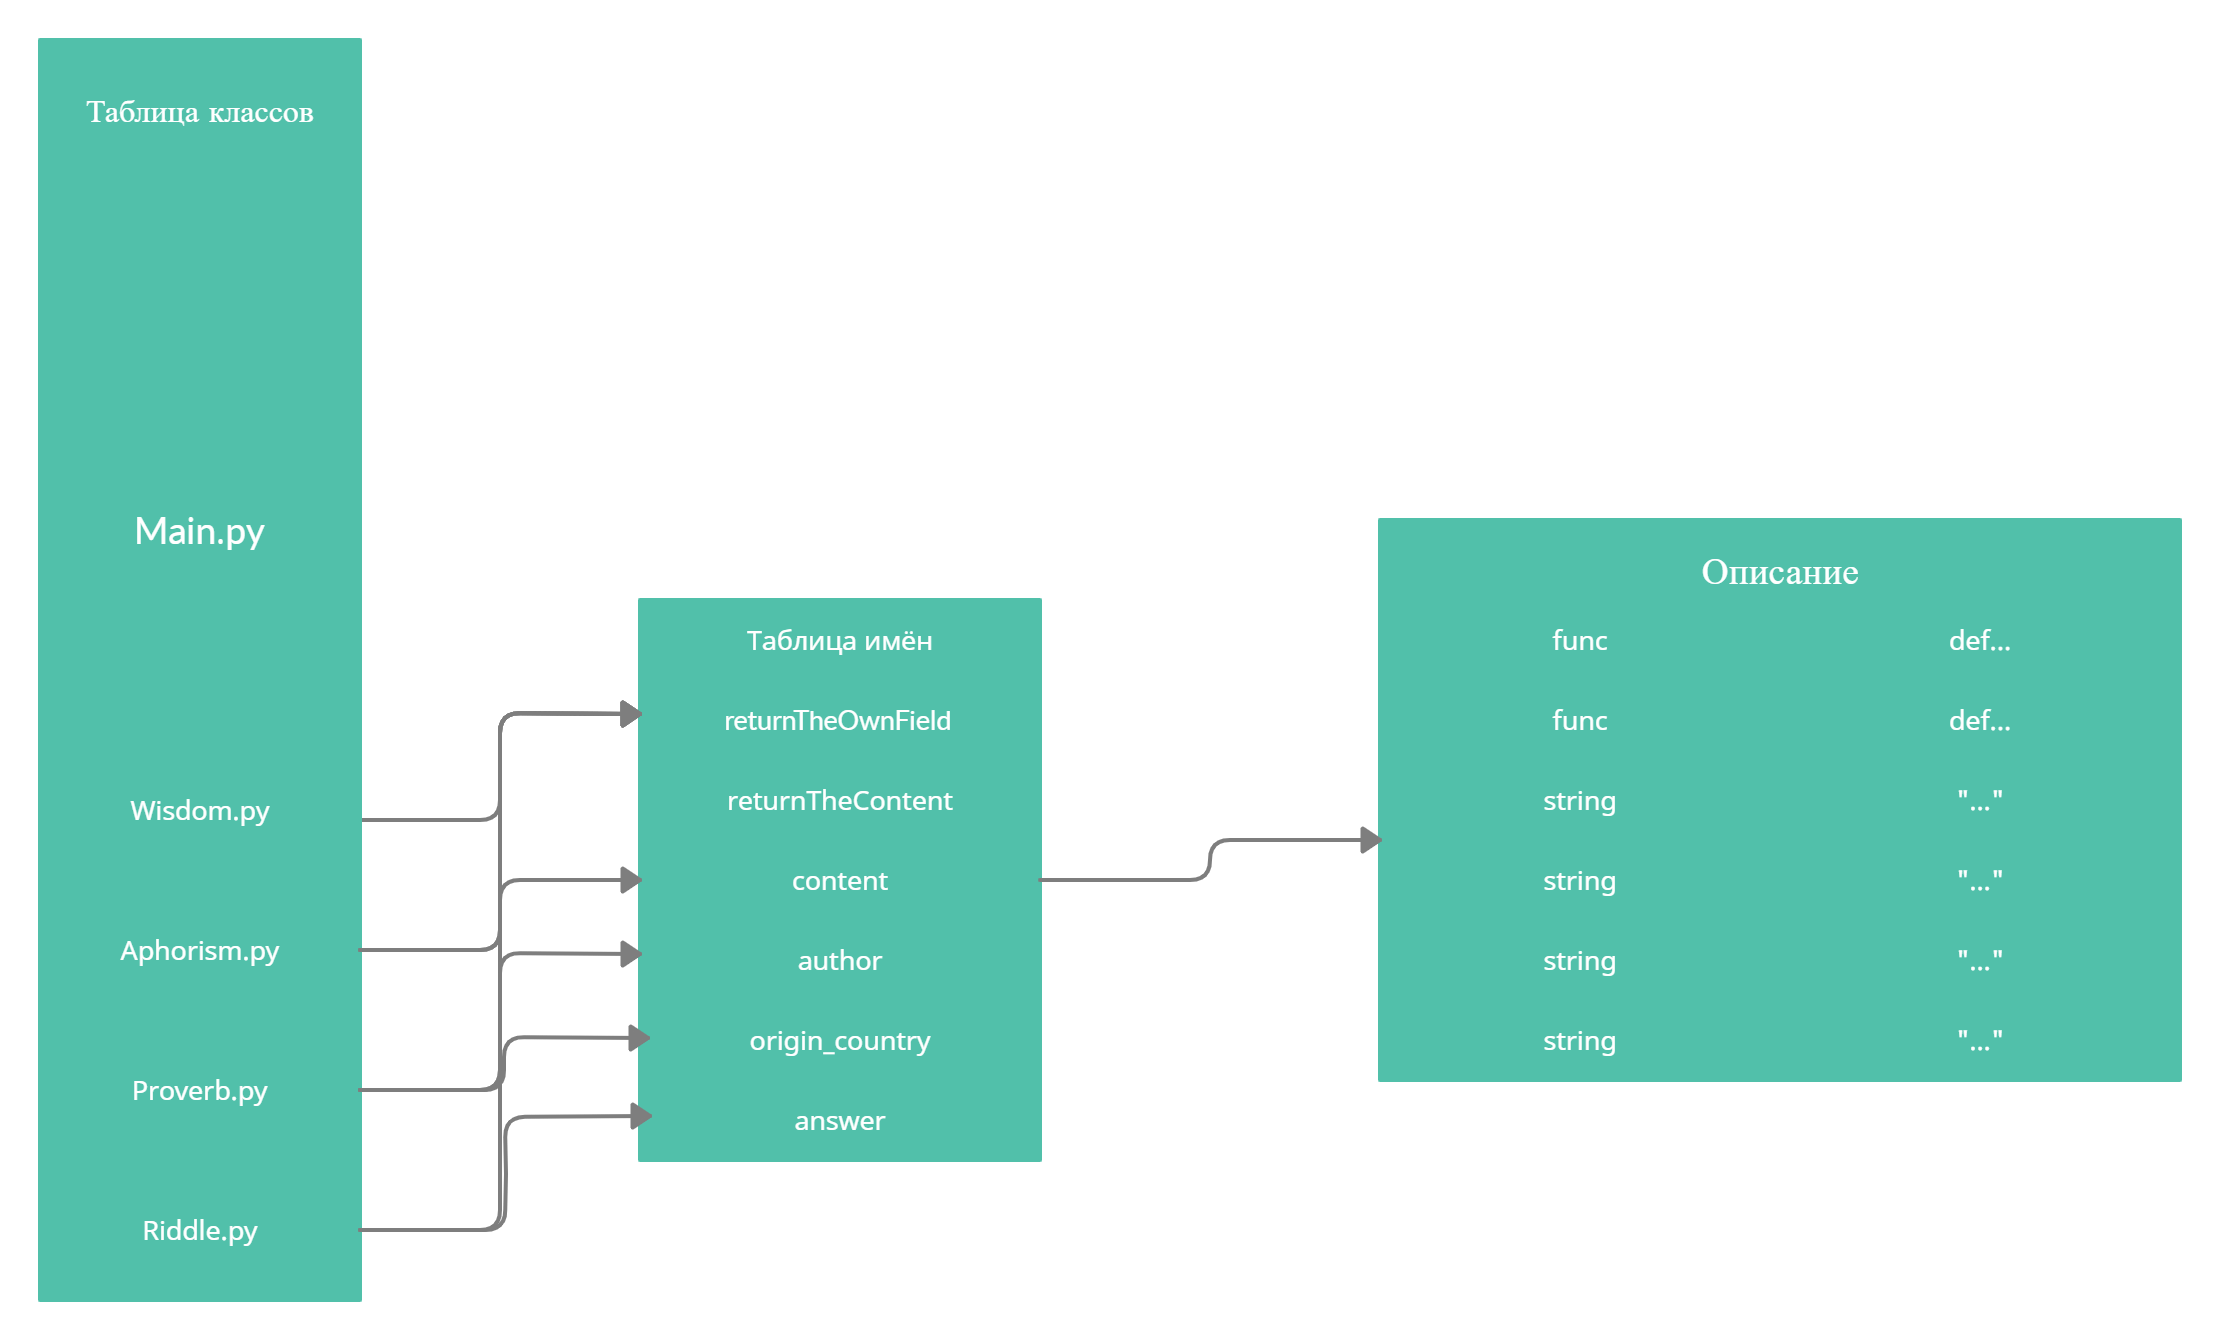 Таблица классов
Main.py
Wisdom.py
Aphorism.py
Proverb.py
Riddle.py
Таблица имён
returnTheOwnField
returnTheContent
content
author
origin_country
answer
Описание
func def...
func def...
string "..."
string "..."
string "..."
string "..."